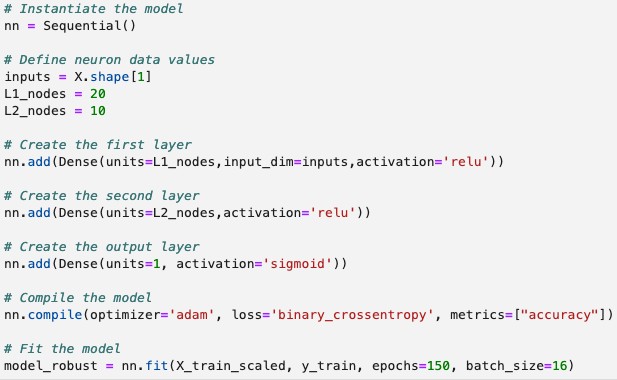 # Instantiate the model
nn = Sequential()
# Define neuron data values
inputs = X.shape[1]
L1_nodes = 20
L2_nodes = 10
# Create the first layer
nn.add(Dense(units=L1_nodes,input_dim=inputs,activation='relu'))
# Create the second layer
nn.add(Dense(units=L2_nodes,activation='relu'))
# Create the output layer
nn.add(Dense(units=1, activation='sigmoid'))
# Compile the model
nn.compile(optimizer='adam', loss='binary_crossentropy', metrics=["accuracy"])
# Fit the model
model_robust = nn.fit(X_train_scaled, y_train, epochs=150, batch_size=16)